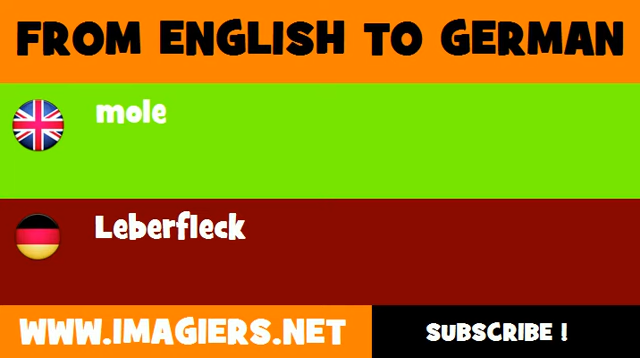 FROM ENGLISH TO GERMAN
mole
Leberfleck
WWW.IMAGIERS.NET
SUBSCRIBE !